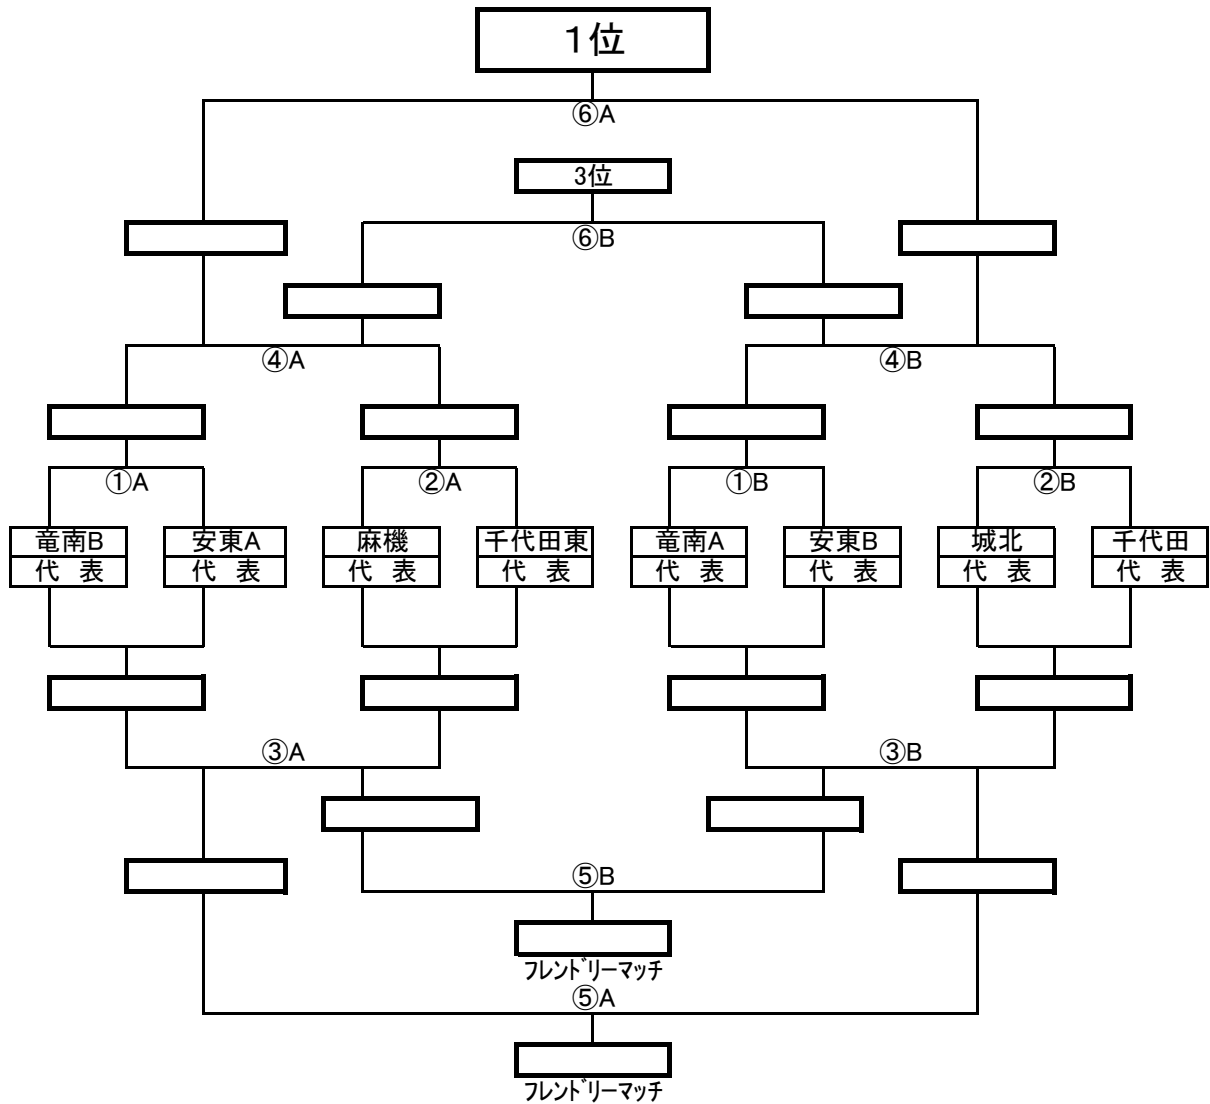 1位
⑥A
3位
⑥B
④A ④B
①A ②A ①B ②B
竜南B 安東A 麻機 千代田東 竜南A 安東B 城北 千代田
代 表 代 表 代 表 代 表 代 表 代 表 代 表 代 表
③A ③B
⑤B
フレンドリーマッチ
⑤A
フレンドリーマッチ